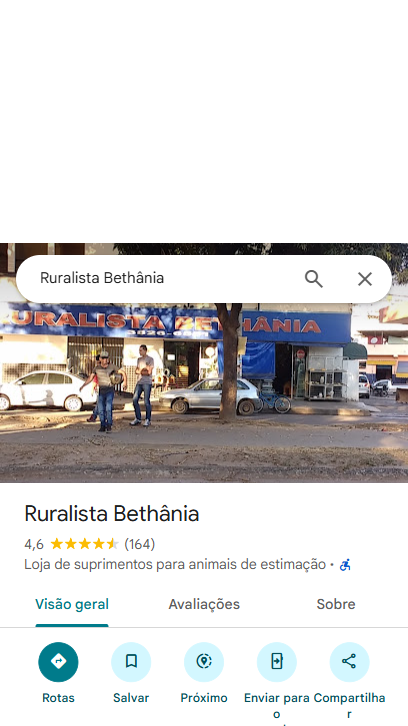 Ruralista Bethânia
RURALISTA BETHÂNIA
Ruralista Bethânia
4,6 (164)
Loja de suprimentos para animais de estimação •
Visão geral Avaliações Sobre
Rotas Salvar Próximo Enviar para o Compartilhar